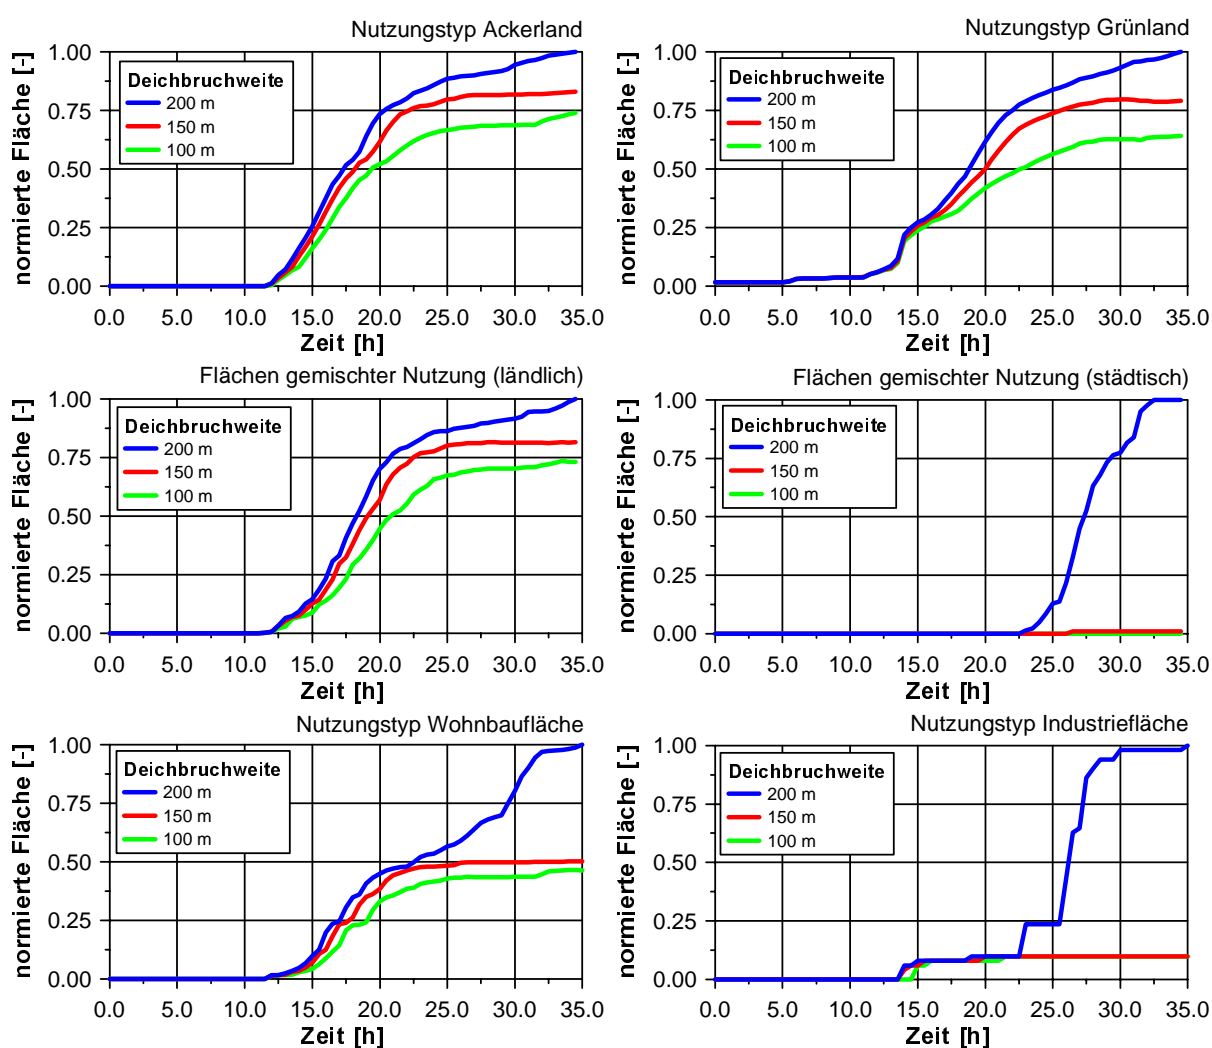 Nutzungstyp Ackerland
normierte Fläche [-]
1.00
0.75
0.50
0.25
0.00
Deichbruchweite
200 m
150 m
100 m
0.0 5.0 10.0 15.0 20.0 25.0 30.0 35.0
Zeit [h]
Nutzungstyp Grünland
normierte Fläche [-]
1.00
0.75
0.50
0.25
0.00
Deichbruchweite
200 m
150 m
100 m
0.0 5.0 10.0 15.0 20.0 25.0 30.0 35.0
Zeit [h]
Flächen gemischter Nutzung (ländlich)
normierte Fläche [-]
1.00
0.75
0.50
0.25
0.00
Deichbruchweite
200 m
150 m
100 m
0.0 5.0 10.0 15.0 20.0 25.0 30.0 35.0
Zeit [h]
Flächen gemischter Nutzung (städtisch)
normierte Fläche [-]
1.00
0.75
0.50
0.25
0.00
Deichbruchweite
200 m
150 m
100 m
0.0 5.0 10.0 15.0 20.0 25.0 30.0 35.0
Zeit [h]
Nutzungstyp Wohnbaufläche
normierte Fläche [-]
1.00
0.75
0.50
0.25
0.00
Deichbruchweite
200 m
150 m
100 m
0.0 5.0 10.0 15.0 20.0 25.0 30.0 35.0
Zeit [h]
Nutzungstyp Industriefläche
normierte Fläche [-]
1.00
0.75
0.50
0.25
0.00
Deichbruchweite
200 m
150 m
100 m
0.0 5.0 10.0 15.0 20.0 25.0 30.0 35.0
Zeit [h]